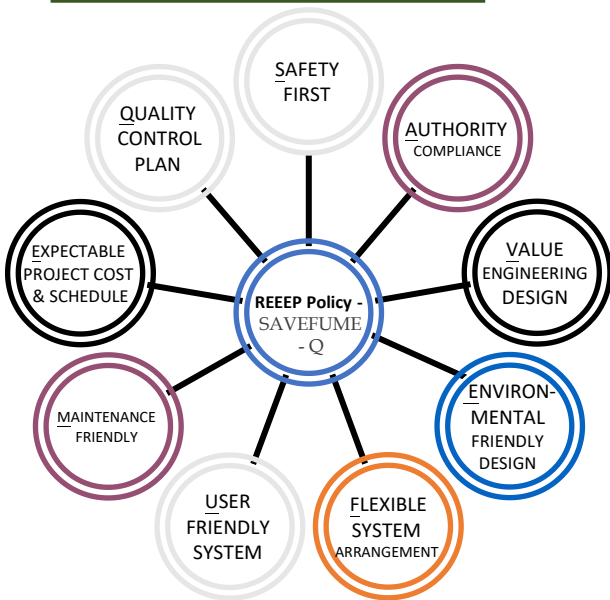 SAFETY
FIRST
AUTHORITY
COMPLIANCE
VALUE
ENGINEERING
DESIGN
ENVIRON-
MENTAL
FRIENDLY
DESIGN
FLEXIBLE
SYSTEM
ARRANGEMENT
USER
FRIENDLY
SYSTEM
MAINTENANCE
FRIENDLY
EXPECTABLE
PROJECT COST
& SCHEDULE
QUALITY
CONTROL
PLAN
REEEP Policy -
SAVEFUME
- Q